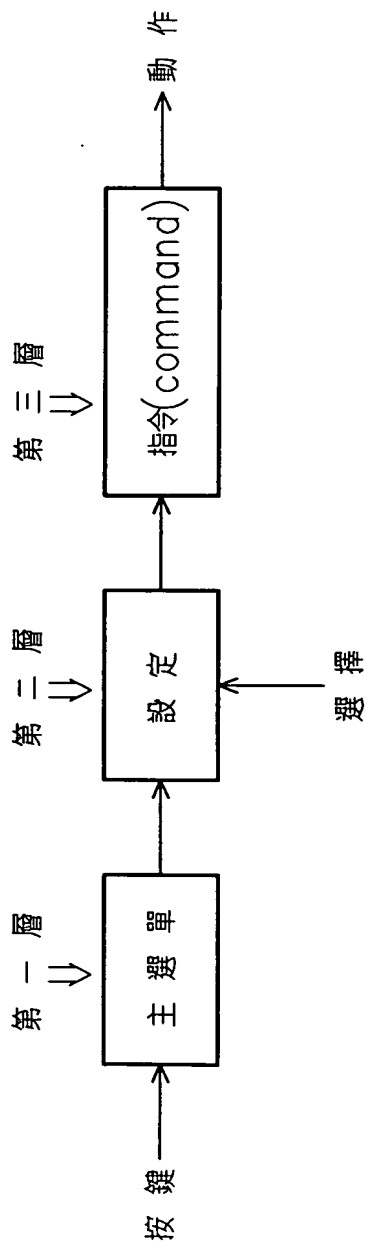 第一層
第二層
第三層
按鍵
主選單
設定
指令(command)
動作
選擇